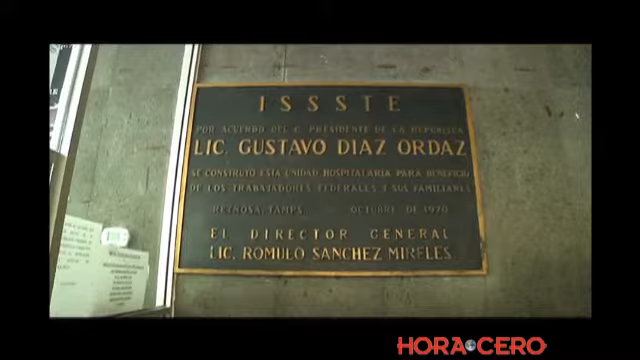 ISSSTE
POR ACUERDO DEL C. PRESIDENTE DE LA REPUBLICA
LIC. GUSTAVO DIAZ ORDAZ
SE CONSTRUYO ESTA UNIDAD HOSPITALARIA PARA BENEFICIO
DE LOS TRABAJADORES FEDERALES Y SUS FAMILIARES
REYNOSA, TAMPS. OCTUBRE DE 1970
EL DIRECTOR GENERAL
LIC. ROMULO SANCHEZ MIRELES
HORA CERO